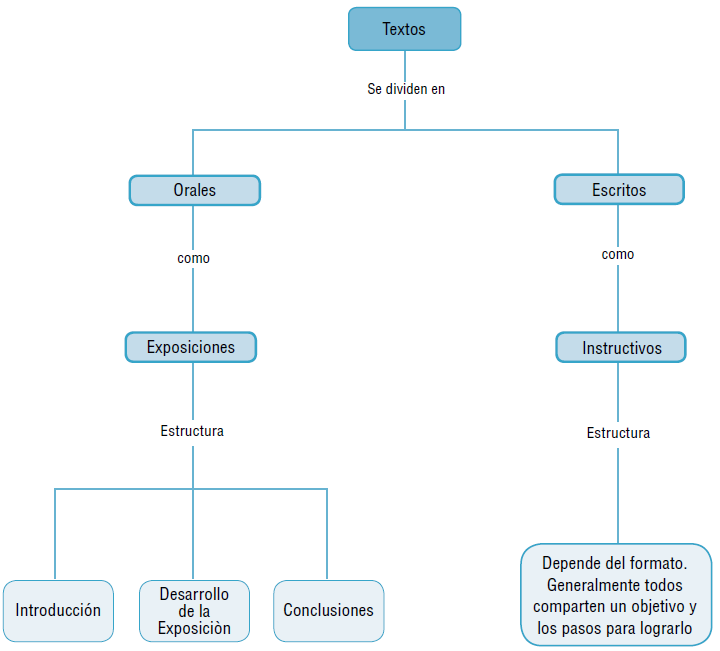 Textos
Se dividen en
Orales
Escritos
como
como
Exposiciones
Instructivos
Estructura
Estructura
Introducción
Desarrollo
de la
Exposiciòn
Conclusiones
Depende del formato.
Generalmente todos
comparten un objetivo y
los pasos para lograrlo